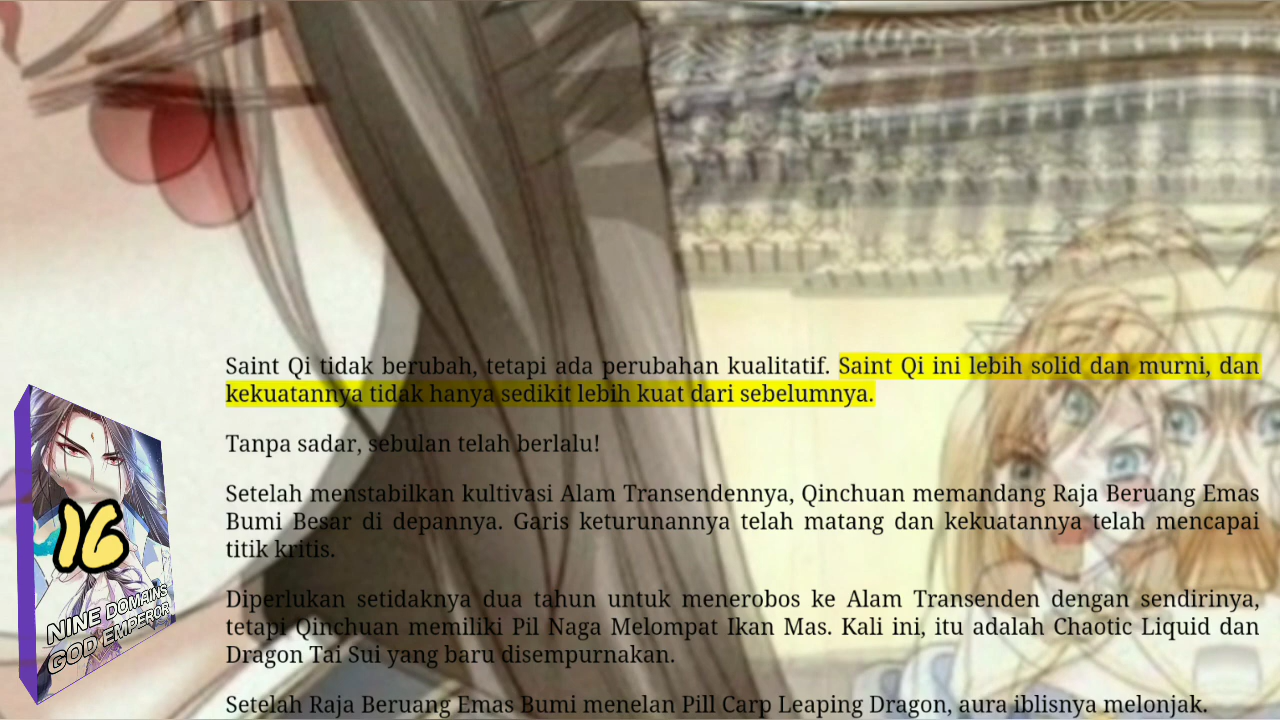 Saint Qi tidak berubah, tetapi ada perubahan kualitatif. Saint Qi ini lebih solid dan murni, dan
kekuatannya tidak hanya sedikit lebih kuat dari sebelumnya.
Tanpa sadar, sebulan telah berlalu!
Setelah menstabilkan kultivasi Alam Transendennya, Qinchuan memandang Raja Beruang Emas
Bumi Besar di depannya. Garis keturunannya telah matang dan kekuatannya telah mencapai
titik kritis.
Diperlukan setidaknya dua tahun untuk menerobos ke Alam Transenden dengan sendirinya,
tetapi Qinchuan memiliki Pil Naga Melompat Ikan Mas. Kali ini, itu adalah Chaotic Liquid dan
Dragon Tai Sui yang baru disempurnakan.
Setelah Raja Beruang Emas Bumi menelan Pill Carp Leaping Dragon, aura iblisnya melonjak.
16
NINE DOMAINS
GOD EMPEROR